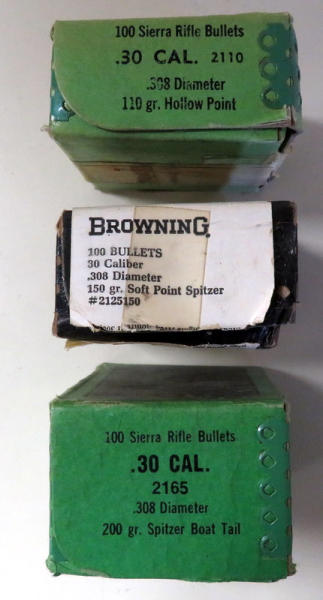 100 Sierra Rifle Bullets
.30 CAL. 2110
.308 Diameter
110 gr. Hollow Point
BROWNING
100 BULLETS
30 Caliber
.308 Diameter
150 gr. Soft Point Spitzer
#2125150
100 Sierra Rifle Bullets
.30 CAL.
2165
.308 Diameter
200 gr. Spitzer Boat Tail